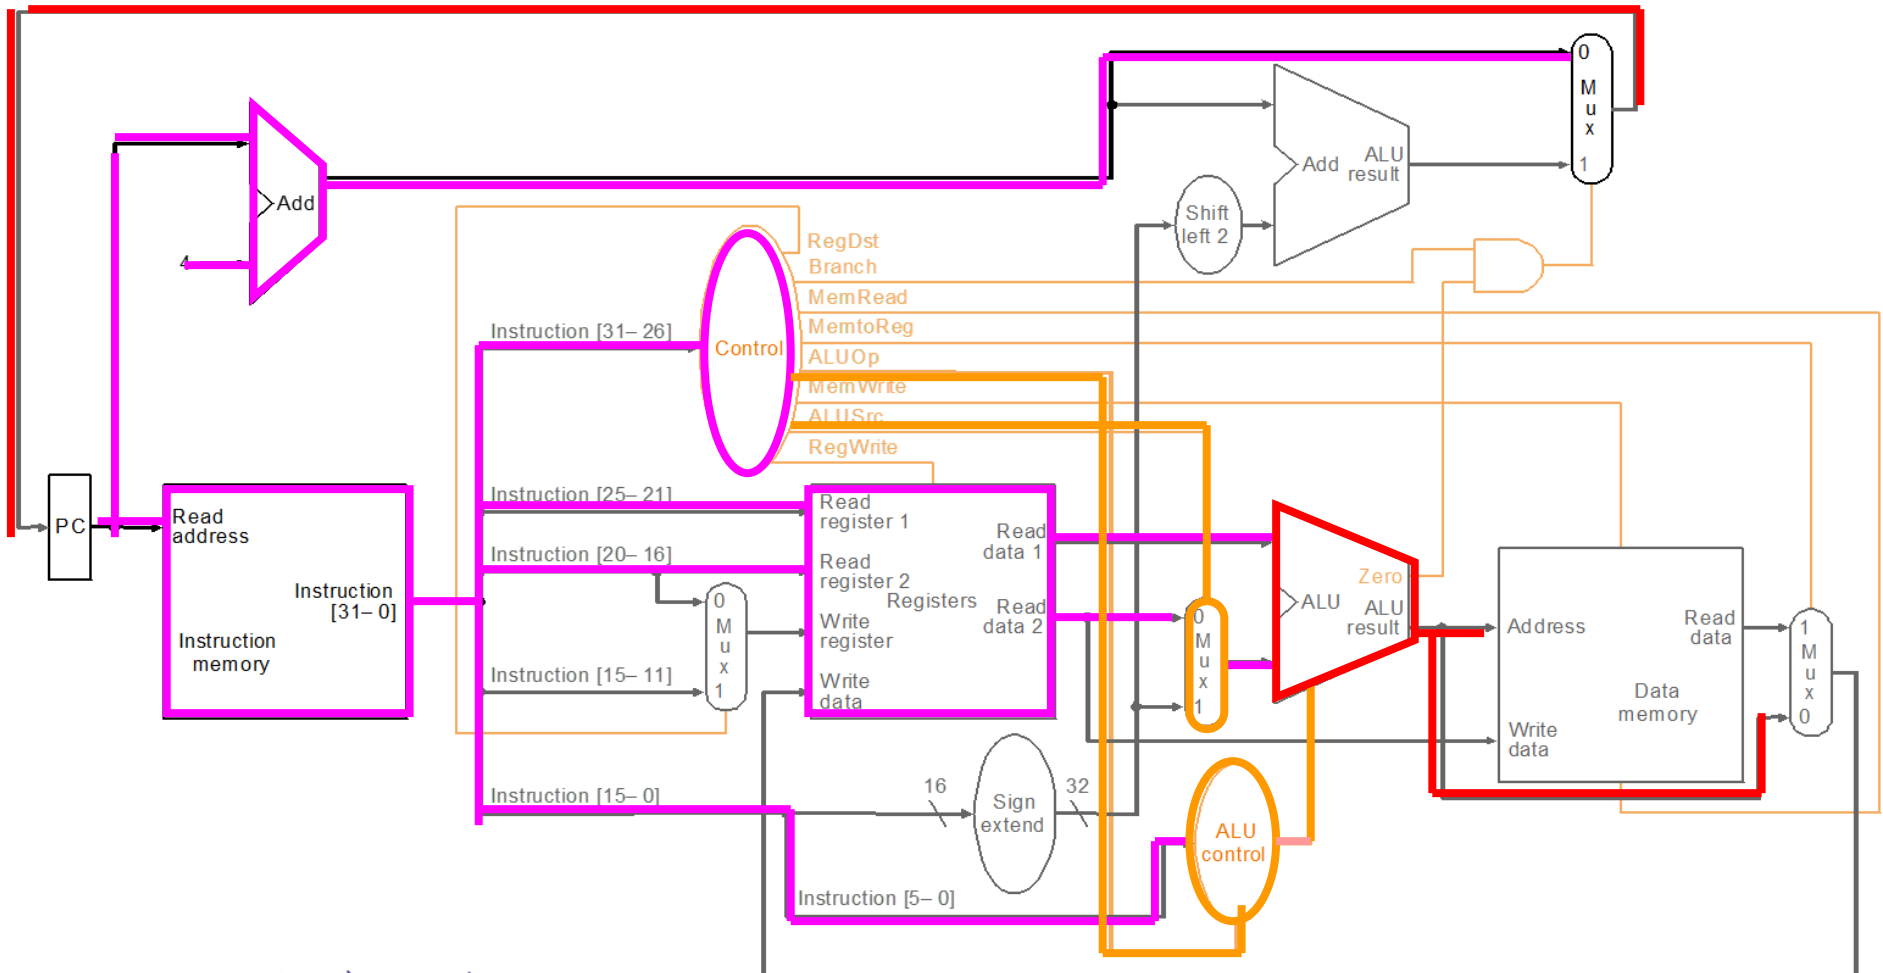 0
M
u
x
1
Add
ALU
result
Add
4
Shift
left 2
RegDst
Branch
MemRead
MemtoReg
ALUOp
MemWrite
ALUSrc
RegWrite
Control
Instruction [31– 26]
Instruction [25– 21]
Instruction [20– 16]
Instruction [15– 11]
Instruction [15– 0]
Instruction [5– 0]
PC
Read
address
Instruction
[31– 0]
Instruction
memory
0
M
u
x
1
Read
register 1
Read
register 2
Write
register
Write
data
Registers
Read
data 1
Read
data 2
0
M
u
x
1
Zero
ALU
ALU
result
Address
Read
data
Data
memory
Write
data
1
M
u
x
0
16
Sign
extend
32
ALU
control